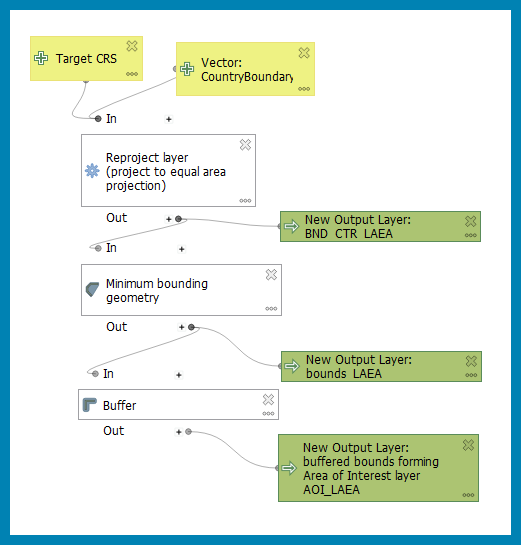 Target CRS
Vector:
CountryBoundary
In
Reproject layer
(project to equal area
projection)
Out
New Output Layer:
BND_CTR_LAEA
In
Minimum bounding
geometry
Out
New Output Layer:
bounds_LAEA
In
Buffer
Out
New Output Layer:
buffered bounds forming
Area of Interest layer
AOI_LAEA